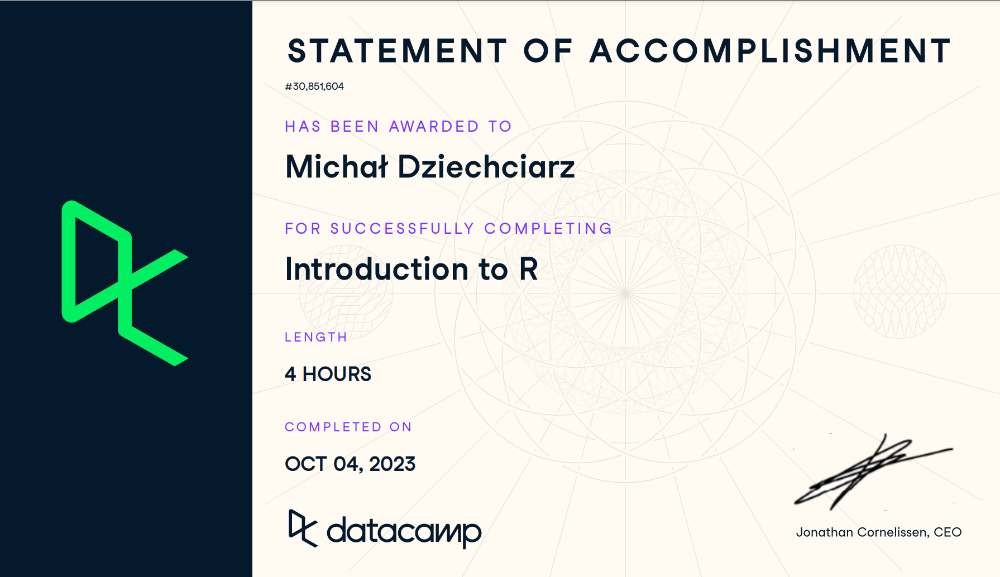 STATEMENT OF ACCOMPLISHMENT
#30,851,604
HAS BEEN AWARDED TO
Michał Dziechciarz
FOR SUCCESSFULLY COMPLETING
Introduction to R
LENGTH
4 HOURS
COMPLETED ON
OCT 04, 2023
datacamp
Jonathan Cornelissen, CEO